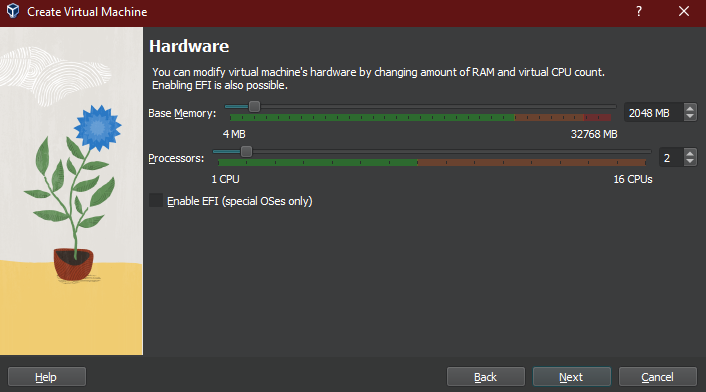 Create Virtual Machine
?
Hardware
You can modify virtual machine's hardware by changing amount of RAM and virtual CPU count.
Enabling EFI is also possible.
Base Memory: 2048 MB
4 MB 32768 MB
Processors: 2
1 CPU 16 CPUs
Enable EFI (special OSes only)
Help Back Next Cancel